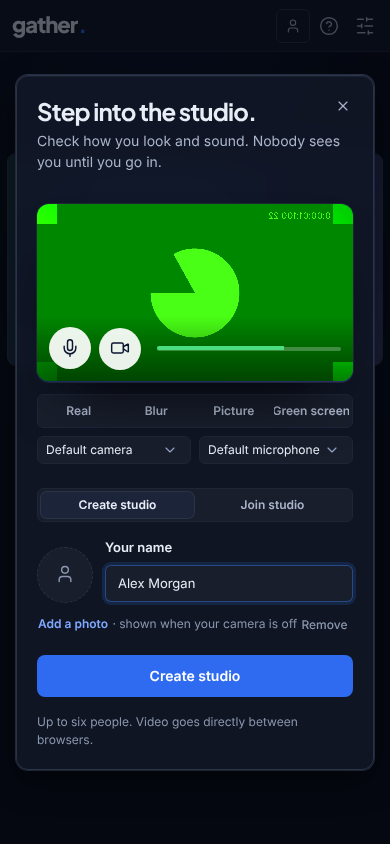 gather.
Step into the studio.
Check how you look and sound. Nobody sees
you until you go in.
Real
Blur
Picture
Green screen
Default camera
Default microphone
Create studio
Join studio
Your name
Alex Morgan
Add a photo · shown when your camera is off
Remove
Create studio
Up to six people. Video goes directly between
browsers.